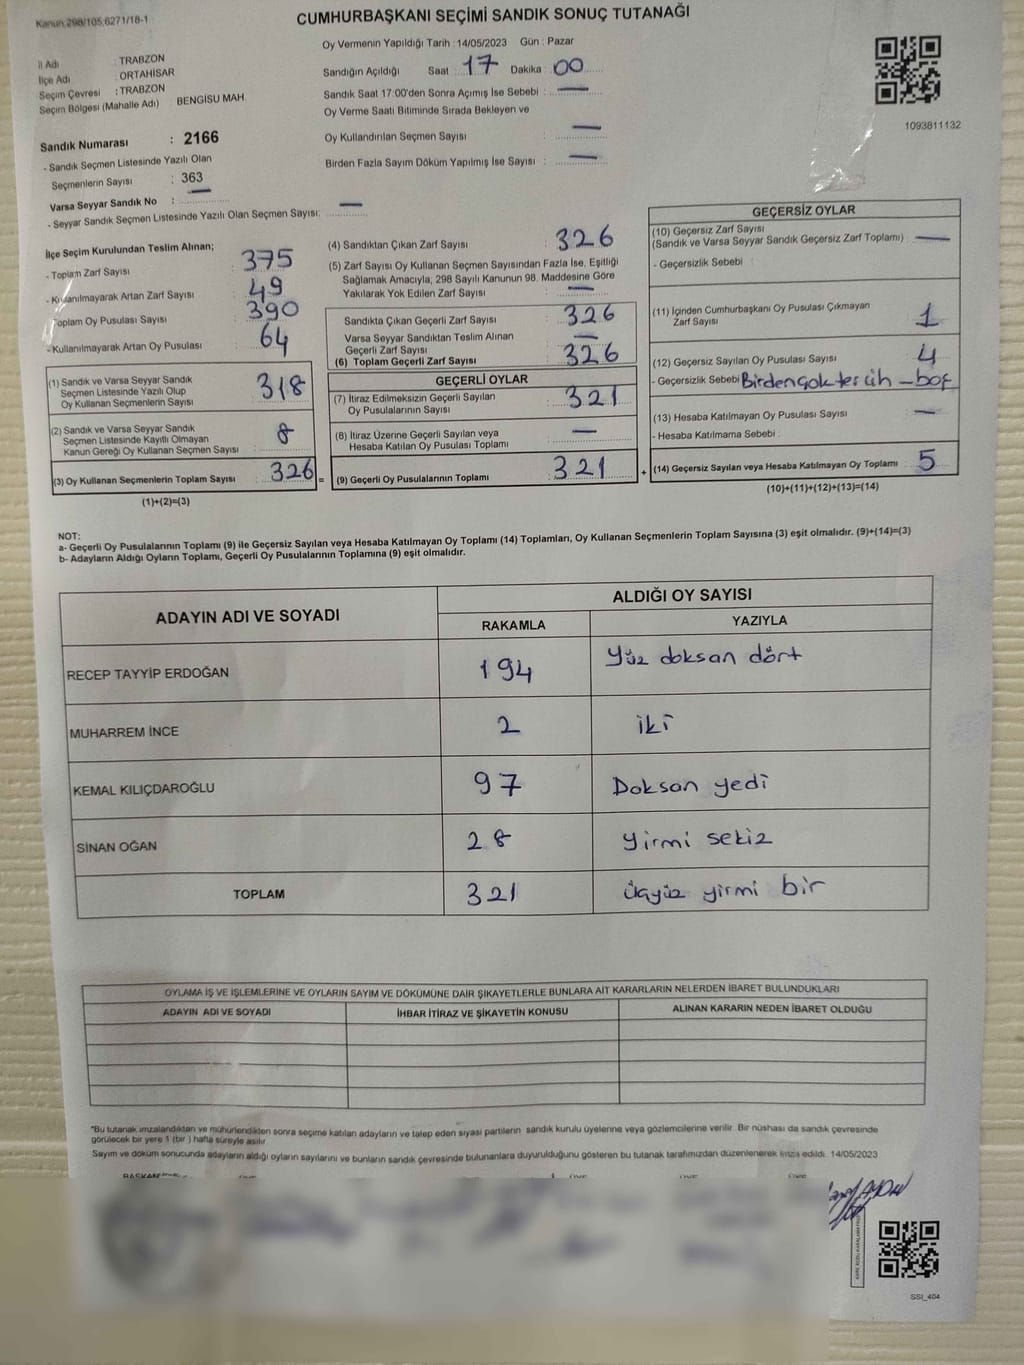 Kanun.298/105.6271/18-1
CUMHURBAŞKANI SEÇİMİ SANDIK SONUÇ TUTANAĞI
İl Adı : TRABZON
İlçe Adı : ORTAHİSAR
Seçim Çevresi : TRABZON
Seçim Bölgesi (Mahalle Adı) : BENGİSU MAH.
Sandık Numarası : 2166
- Sandık Seçmen Listesinde Yazılı Olan
Seçmenlerin Sayısı : 363
Varsa Seyyar Sandık No : —
- Seyyar Sandık Seçmen Listesinde Yazılı Olan Seçmen Sayısı: —
Oy Vermenin Yapıldığı Tarih : 14/05/2023 Gün : Pazar
Sandığın Açıldığı Saat : 17 Dakika : 00
Sandık Saat 17:00'den Sonra Açımış İse Sebebi : —
Oy Verme Saati Bitiminde Sırada Bekleyen ve
Oy Kullandırılan Seçmen Sayısı : —
Birden Fazla Sayım Döküm Yapılmış İse Sayısı : —
1093811132
İlçe Seçim Kurulundan Teslim Alınan;
- Toplam Zarf Sayısı : 375
- Kullanılmayarak Artan Zarf Sayısı : 49
Toplam Oy Pusulası Sayısı : 390
- Kullanılmayarak Artan Oy Pusulası : 64
(1) Sandık ve Varsa Seyyar Sandık
Seçmen Listesinde Yazılı Olup
Oy Kullanan Seçmenlerin Sayısı : 318
(2) Sandık ve Varsa Seyyar Sandık
Seçmen Listesinde Kayıtlı Olmayan
Kanun Gereği Oy Kullanan Seçmen Sayısı : 8
(3) Oy Kullanan Seçmenlerin Toplam Sayısı : 326
(1)+(2)=(3)
(4) Sandıktan Çıkan Zarf Sayısı : 326
(5) Zarf Sayısı Oy Kullanan Seçmen Sayısından Fazla İse, Eşitliği
Sağlamak Amacıyla; 298 Sayılı Kanunun 98. Maddesine Göre
Yakılarak Yok Edilen Zarf Sayısı : —
Sandıkta Çıkan Geçerli Zarf Sayısı : 326
Varsa Seyyar Sandıktan Teslim Alınan
Geçerli Zarf Sayısı : —
(6) Toplam Geçerli Zarf Sayısı : 326
GEÇERLİ OYLAR
(7) İtiraz Edilmeksizin Geçerli Sayılan
Oy Pusulalarının Sayısı : 321
(8) İtiraz Üzerine Geçerli Sayılan veya
Hesaba Katılan Oy Pusulası Toplamı : —
= (9) Geçerli Oy Pusulalarının Toplamı : 321
GEÇERSİZ OYLAR
(10) Geçersiz Zarf Sayısı
(Sandık ve Varsa Seyyar Sandık Geçersiz Zarf Toplamı) : —
- Geçersizlik Sebebi :
(11) İçinden Cumhurbaşkanı Oy Pusulası Çıkmayan
Zarf Sayısı : 1
(12) Geçersiz Sayılan Oy Pusulası Sayısı : 4
- Geçersizlik Sebebi : Birden çok tercih - boş
(13) Hesaba Katılmayan Oy Pusulası Sayısı : —
- Hesaba Katılmama Sebebi :
+ (14) Geçersiz Sayılan veya Hesaba Katılmayan Oy Toplamı : 5
(10)+(11)+(12)+(13)=(14)
NOT:
a- Geçerli Oy Pusulalarının Toplamı (9) ile Geçersiz Sayılan veya Hesaba Katılmayan Oy Toplamı (14) Toplamları, Oy Kullanan Seçmenlerin Toplam Sayısına (3) eşit olmalıdır. (9)+(14)=(3)
b- Adayların Aldığı Oyların Toplamı, Geçerli Oy Pusulalarının Toplamına (9) eşit olmalıdır.
ADAYIN ADI VE SOYADI
ALDIĞI OY SAYISI
RAKAMLA YAZIYLA
RECEP TAYYİP ERDOĞAN 194 Yüz doksan dört
MUHARREM İNCE 2 iki
KEMAL KILIÇDAROĞLU 97 Doksan yedi
SİNAN OĞAN 28 yirmi sekiz
TOPLAM 321 üçyüz yirmi bir
OYLAMA İŞ VE İŞLEMLERİNE VE OYLARIN SAYIM VE DÖKÜMÜNE DAİR ŞİKAYETLERLE BUNLARA AİT KARARLARIN NELERDEN İBARET BULUNDUKLARI
ADAYIN ADI VE SOYADI İHBAR İTİRAZ VE ŞİKAYETİN KONUSU ALINAN KARARIN NEDEN İBARET OLDUĞU
"Bu tutanak imzalandıktan ve mühürlendikten sonra seçime katılan adayların ve talep eden siyasi partilerin sandık kurulu üyelerine veya gözlemcilerine verilir. Bir nüshası da sandık çevresinde
görülecek bir yere 1 (bir ) hafta süreyle asılır.
Sayım ve döküm sonucunda adayların aldığı oyların sayılarını ve bunların sandık çevresinde bulunanlara duyurulduğunu gösteren bu tutanak tarafımızdan düzenlenerek imza edildi. 14/05/2023
AYDIN
SSI_404